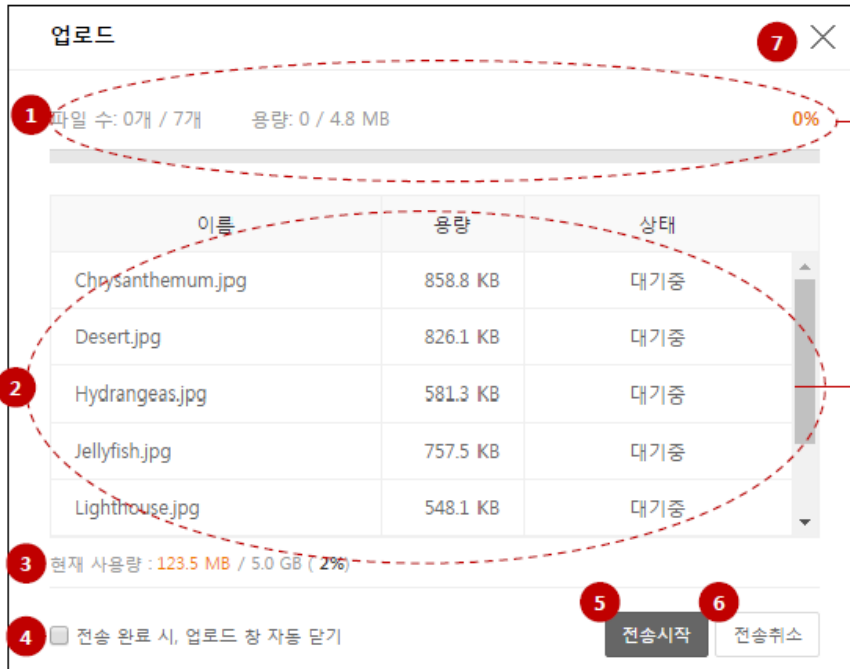 업로드
7
1
파일 수: 0개 / 7개 용량: 0 / 4.8 MB 0%
이름 용량 상태
Chrysanthemum.jpg 858.8 KB 대기중
Desert.jpg 826.1 KB 대기중
2
Hydrangeas.jpg 581.3 KB 대기중
Jellyfish.jpg 757.5 KB 대기중
Lighthouse.jpg 548.1 KB 대기중
3
현재 사용량 : 123.5 MB / 5.0 GB ( 2%)
4
전송 완료 시, 업로드 창 자동 닫기
5
전송시작
6
전송취소